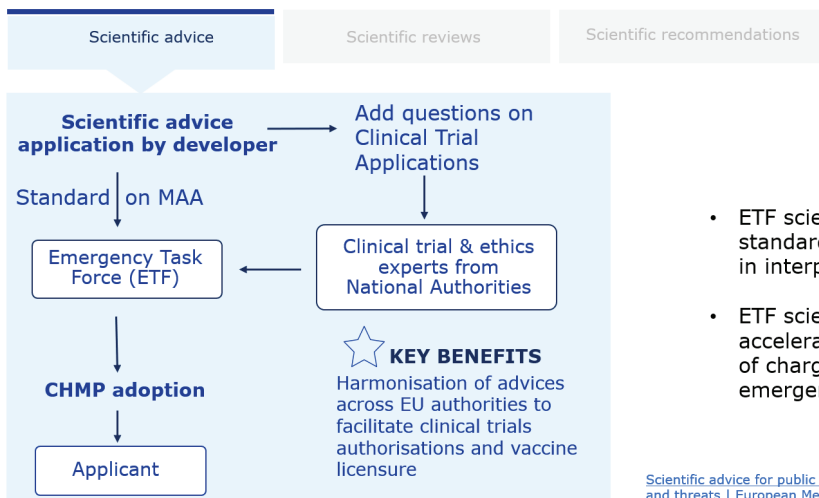 Scientific advice
Scientific reviews
Scientific recommendations
Scientific advice
application by developer
Add questions on
Clinical Trial
Applications
Standard on MAA
Emergency Task
Force (ETF)
Clinical trial & ethics
experts from
National Authorities
KEY BENEFITS
Harmonisation of advices
across EU authorities to
facilitate clinical trials
authorisations and vaccine
licensure
CHMP adoption
Applicant
• ETF
in
• ETF
of
Scientific advice for public
and threats | European